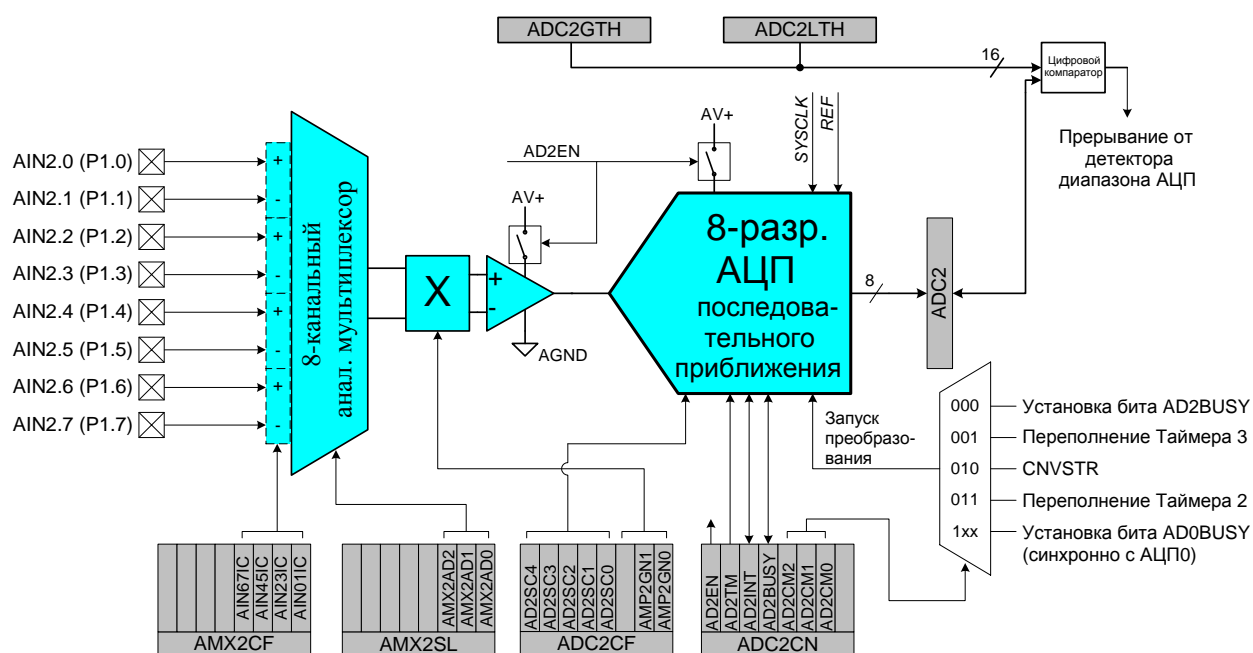 ADC2GTH
ADC2LTH
16
Цифровой
компаратор
Прерывание от
детектора
диапазона АЦП
SYSCLK
REF
AV+
AD2EN
AV+
AIN2.0 (P1.0)
AIN2.1 (P1.1)
AIN2.2 (P1.2)
AIN2.3 (P1.3)
AIN2.4 (P1.4)
AIN2.5 (P1.5)
AIN2.6 (P1.6)
AIN2.7 (P1.7)
+
-
+
-
+
-
+
-
8-канальный
анал. мультиплексор
X
+
-
AGND
8-разр.
АЦП
последова-
тельного
приближения
8
ADC2
Запуск
преобразо-
вания
000
001
010
011
1xx
Установка бита AD2BUSY
Переполнение Таймера 3
CNVSTR
Переполнение Таймера 2
Установка бита AD0BUSY
(синхронно с АЦП0)
AIN67IC
AIN45IC
AIN23IC
AIN01IC
AMX2CF
AMX2AD2
AMX2AD1
AMX2AD0
AMX2SL
AD2SC4
AD2SC3
AD2SC2
AD2SC1
AD2SC0
AMP2GN1
AMP2GN0
ADC2CF
AD2EN
AD2TM
AD2INT
AD2BUSY
AD2CM2
AD2CM1
AD2CM0
ADC2CN